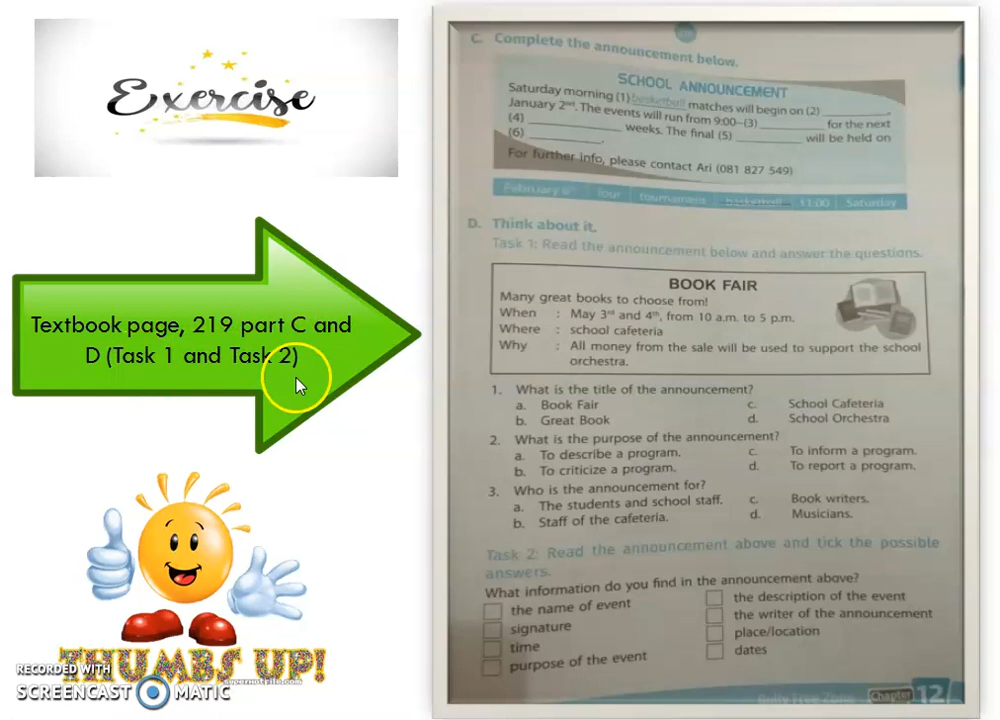 Exercise
Textbook page, 219 part C and
D (Task 1 and Task 2)
THUMBS UP!
RECORDED WITH
SCREENCAST MATIC
C. Complete the announcement below.
SCHOOL ANNOUNCEMENT
Saturday morning (1) basketball matches will begin on (2) ____________,
January 2nd. The events will run from 9:00–(3) ____________ for the next
(4) ____________ weeks. The final (5) ____________ will be held on
(6) ____________.
For further info, please contact Ari (081 827 549)
February 6th four tournament basketball 11:00 Saturday
D. Think about it.
Task 1: Read the announcement below and answer the questions.
BOOK FAIR
Many great books to choose from!
When : May 3rd and 4th, from 10 a.m. to 5 p.m.
Where : school cafeteria
Why : All money from the sale will be used to support the school
orchestra.
1. What is the title of the announcement?
a. Book Fair c. School Cafeteria
b. Great Book d. School Orchestra
2. What is the purpose of the announcement?
a. To describe a program. c. To inform a program.
b. To criticize a program. d. To report a program.
3. Who is the announcement for?
a. The students and school staff. c. Book writers.
b. Staff of the cafeteria. d. Musicians.
Task 2: Read the announcement above and tick the possible
answers.
What information do you find in the announcement above?
the name of event the description of the event
signature the writer of the announcement
time place/location
purpose of the event dates
Bully Free Zone Chapter 12